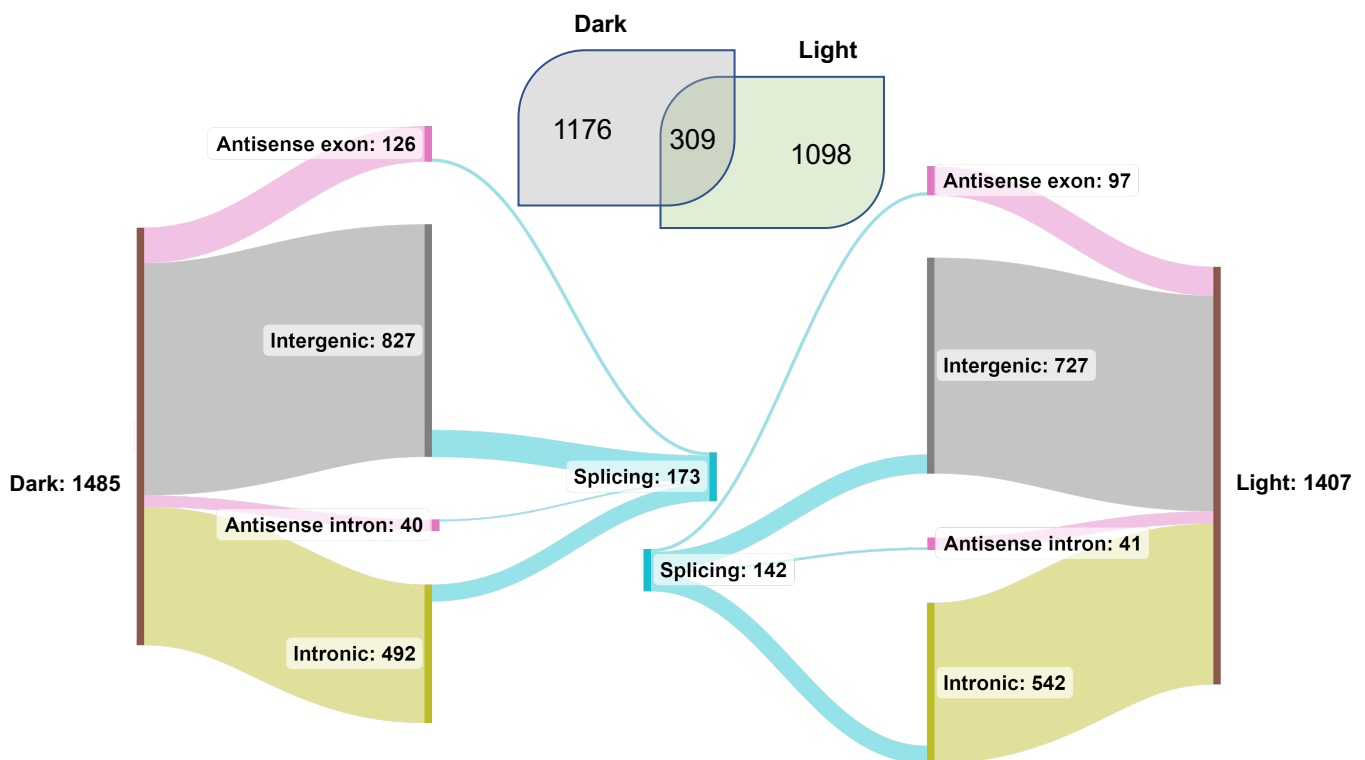 Dark
Light
1176
309
1098
Antisense exon: 126
Antisense exon: 97
Intergenic: 827
Intergenic: 727
Splicing: 173
Dark: 1485
Light: 1407
Antisense intron: 40
Antisense intron: 41
Splicing: 142
Intronic: 492
Intronic: 542